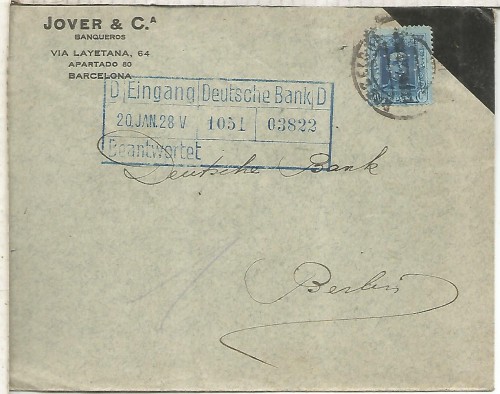 JOVER & C.ᴬ
BANQUEROS
VIA LAYETANA, 64
APARTADO 80
BARCELONA
D Eingang Deutsche Bank D
20.JAN.28 V 1051 03822
Beantwortet
Deutsche Bank
Berlin